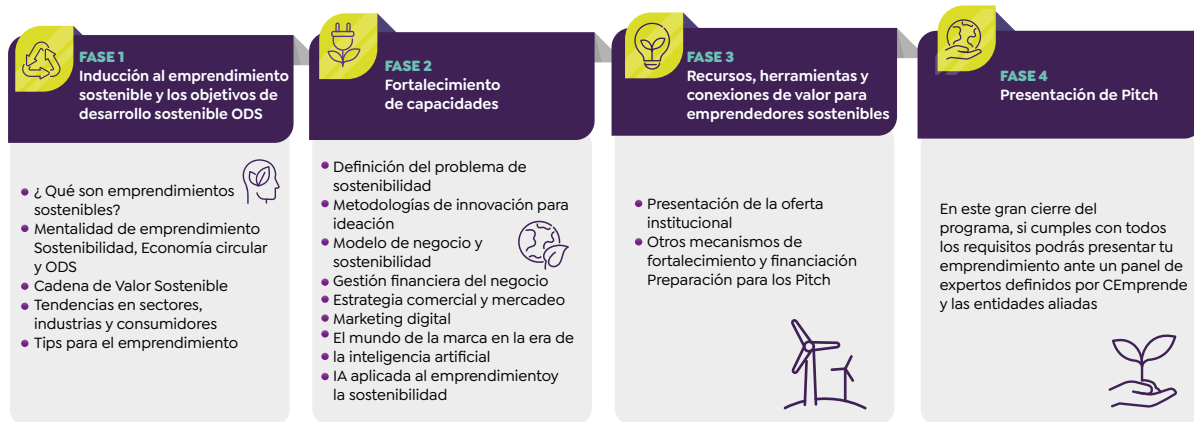 FASE 1
Inducción al emprendimiento
sostenible y los objetivos de
desarrollo sostenible ODS
¿ Qué son emprendimientos
sostenibles?
Mentalidad de emprendimiento
Sostenibilidad, Economía circular
y ODS
Cadena de Valor Sostenible
Tendencias en sectores,
industrias y consumidores
Tips para el emprendimiento
FASE 2
Fortalecimiento
de capacidades
Definición del problema de
sostenibilidad
Metodologías de innovación para
ideación
Modelo de negocio y
sostenibilidad
Gestión financiera del negocio
Estrategia comercial y mercadeo
Marketing digital
El mundo de la marca en la era de
la inteligencia artificial
IA aplicada al emprendimientoy
la sostenibilidad
FASE 3
Recursos, herramientas y
conexiones de valor para
emprendedores sostenibles
Presentación de la oferta
institucional
Otros mecanismos de
fortalecimiento y financiación
Preparación para los Pitch
FASE 4
Presentación de Pitch
En este gran cierre del
programa, si cumples con todos
los requisitos podrás presentar tu
emprendimiento ante un panel de
expertos definidos por CEmprende
y las entidades aliadas